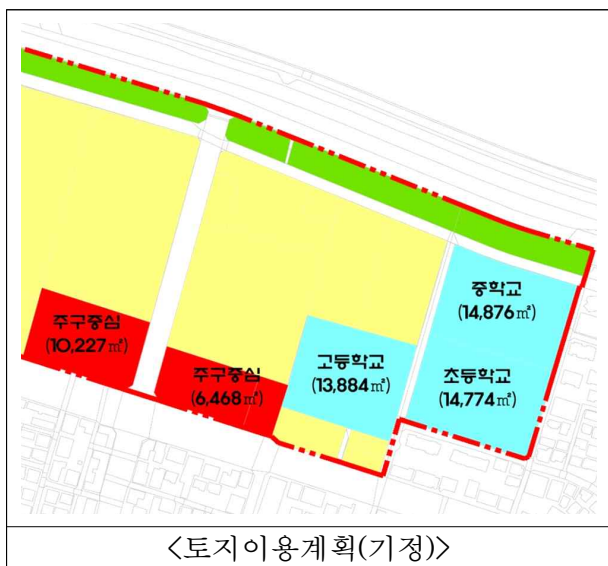 중학교
(14,876㎡)
주구중심
(10,227㎡)
고등학교
(13,884㎡)
주구중심
(6,468㎡)
초등학교
(14,774㎡)
<토지이용계획(기정)>